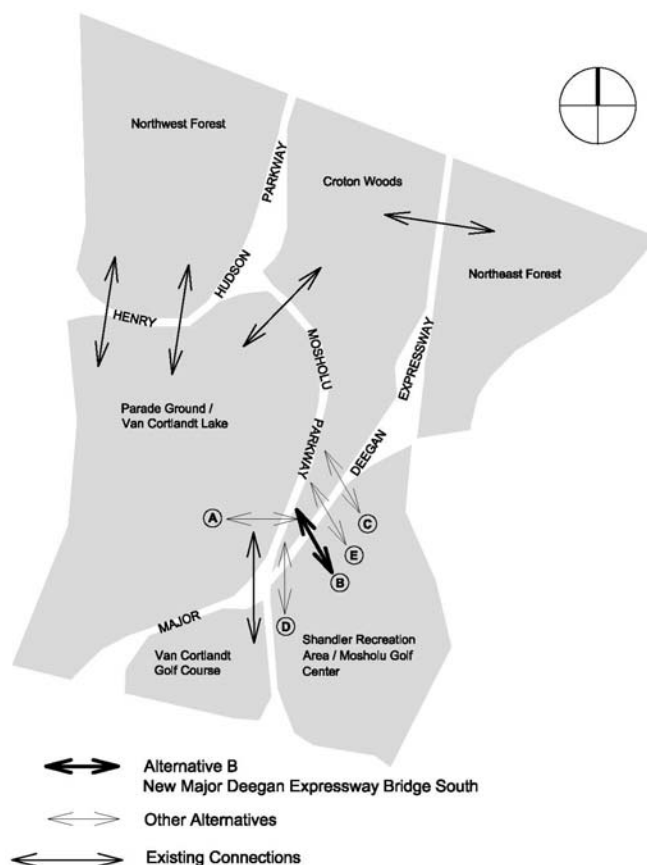 Northwest Forest
PARKWAY
Croton Woods
HUDSON
Northeast Forest
HENRY
MOSHOLU
EXPRESSWAY
Parade Ground /
Van Cortlandt Lake
PARKWAY
DEEGAN
A
C
E
B
D
MAJOR
Shandler Recreation
Area / Mosholu Golf
Center
Van Cortlandt
Golf Course
Alternative B
New Major Deegan Expressway Bridge South
Other Alternatives
Existing Connections